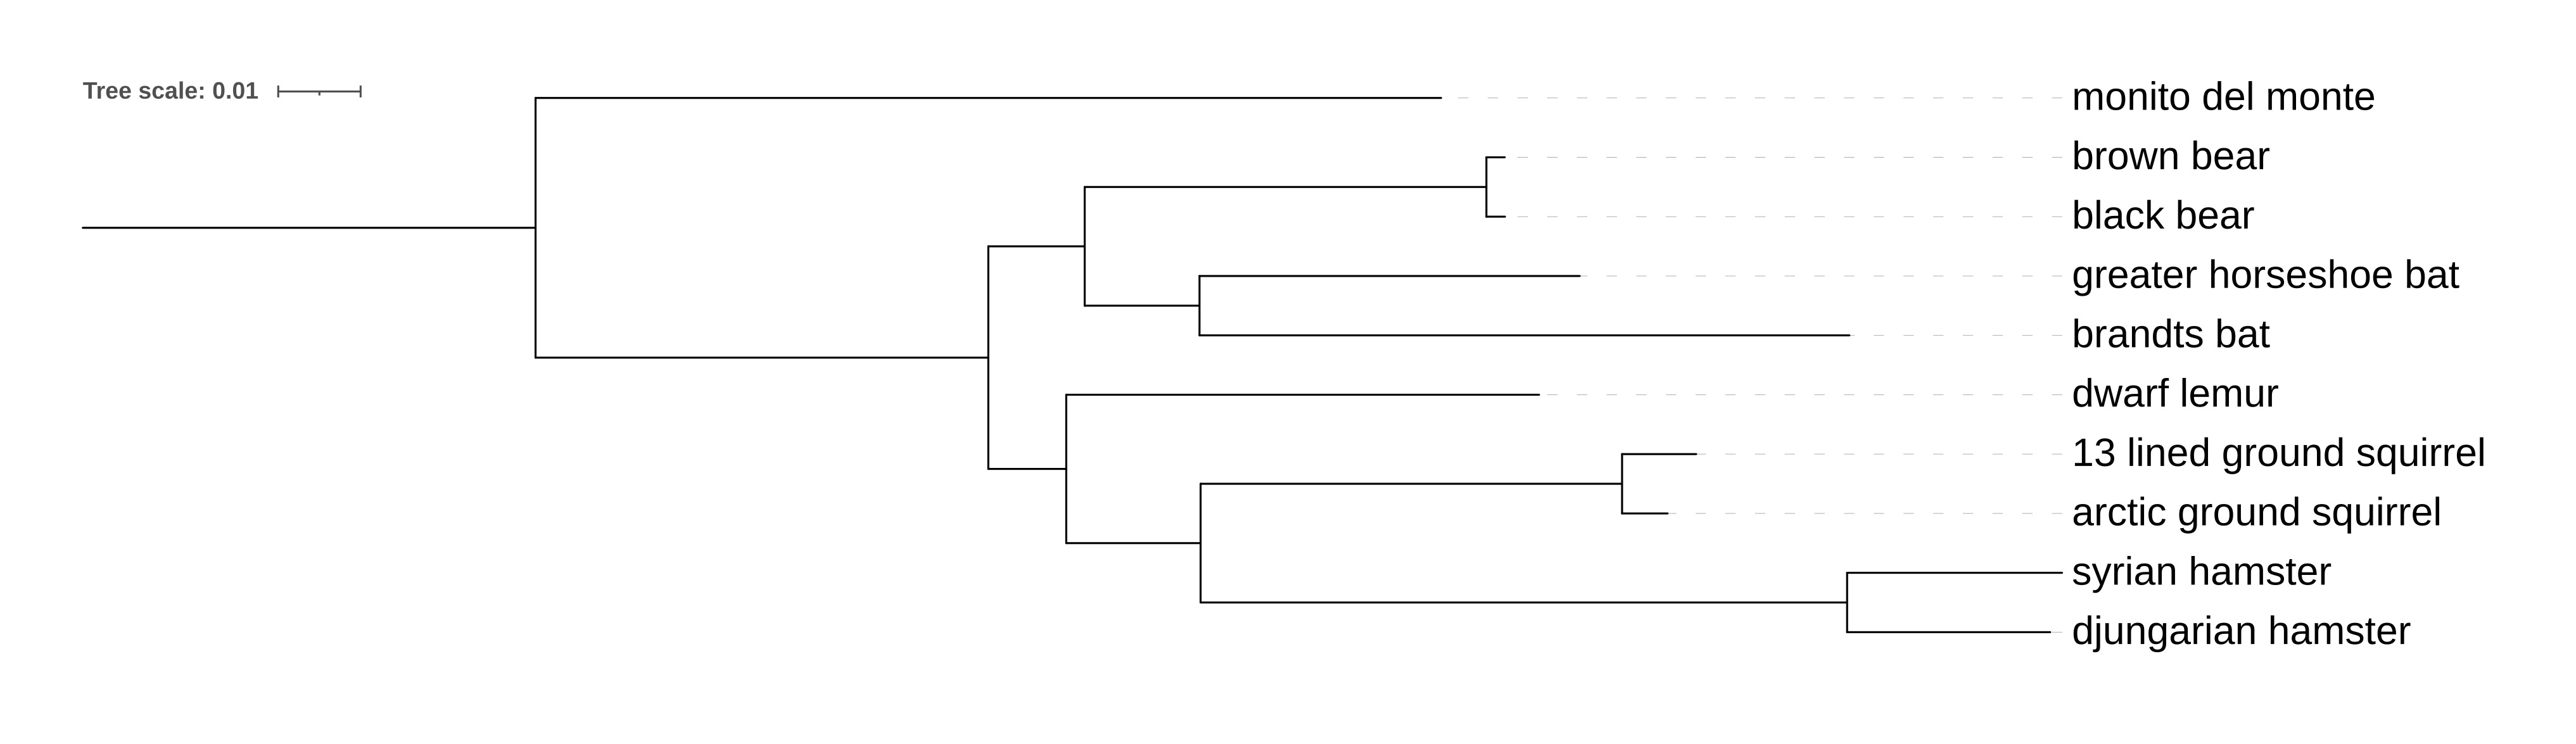 Tree scale: 0.01
monito del monte
brown bear
black bear
greater horseshoe bat
brandts bat
dwarf lemur
13 lined ground squirrel
arctic ground squirrel
syrian hamster
djungarian hamster